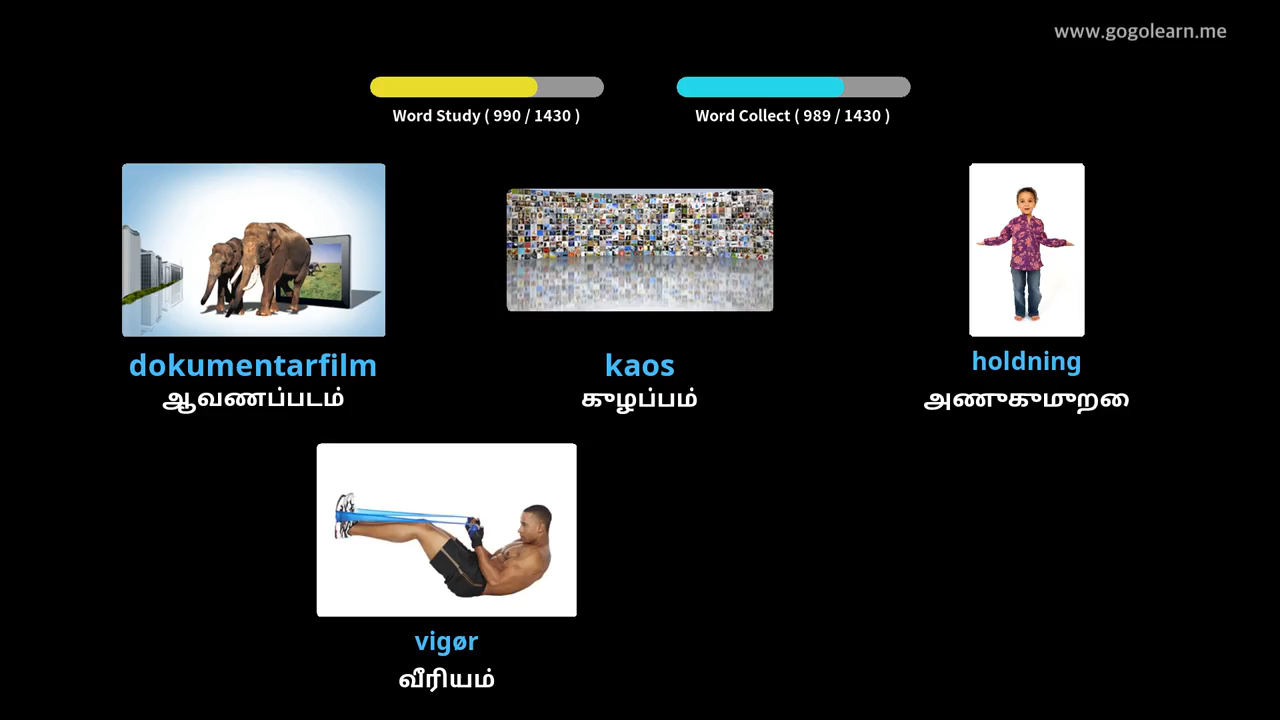 www.gogolearn.me
Word Study ( 990 / 1430 )
Word Collect ( 989 / 1430 )
dokumentarfilm
ஆவணப்படம்
kaos
குழப்பம்
holdning
அணுகுமுறை
vigør
வீரியம்